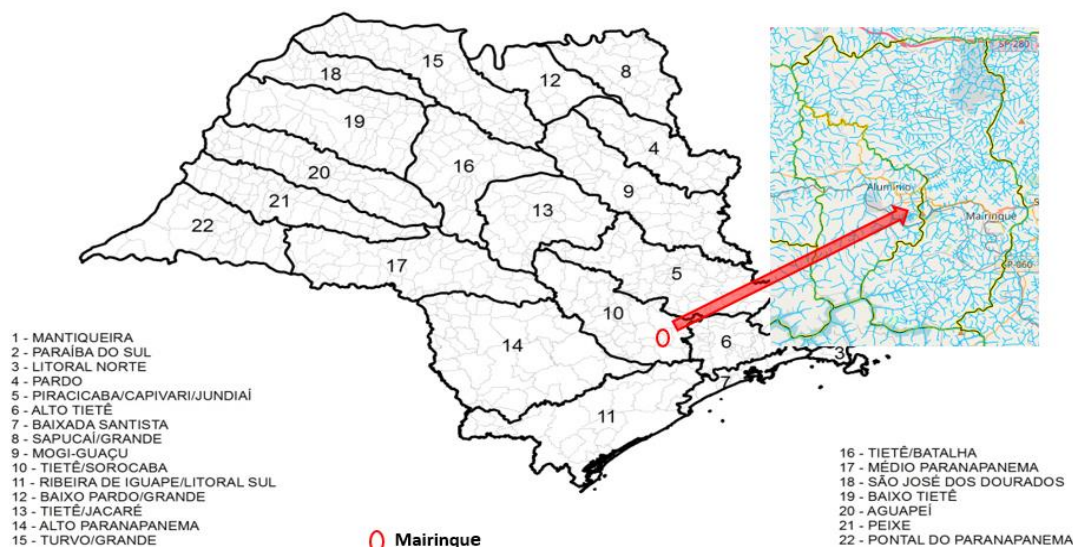 18
15
12
8
19
16
4
20
9
21
13
22
17
5
10
14
6
3
7
11
SP-280
Alumínio
Mairinque
SP-060
1 - MANTIQUEIRA
2 - PARAÍBA DO SUL
3 - LITORAL NORTE
4 - PARDO
5 - PIRACICABA/CAPIVARI/JUNDIAÍ
6 - ALTO TIETÊ
7 - BAIXADA SANTISTA
8 - SAPUCAÍ/GRANDE
9 - MOGI-GUAÇU
10 - TIETÊ/SOROCABA
11 - RIBEIRA DE IGUAPE/LITORAL SUL
12 - BAIXO PARDO/GRANDE
13 - TIETÊ/JACARÉ
14 - ALTO PARANAPANEMA
15 - TURVO/GRANDE
16 - TIETÊ/BATALHA
17 - MÉDIO PARANAPANEMA
18 - SÃO JOSÉ DOS DOURADOS
19 - BAIXO TIETÊ
20 - AGUAPEÍ
21 - PEIXE
22 - PONTAL DO PARANAPANEMA
Mairinque